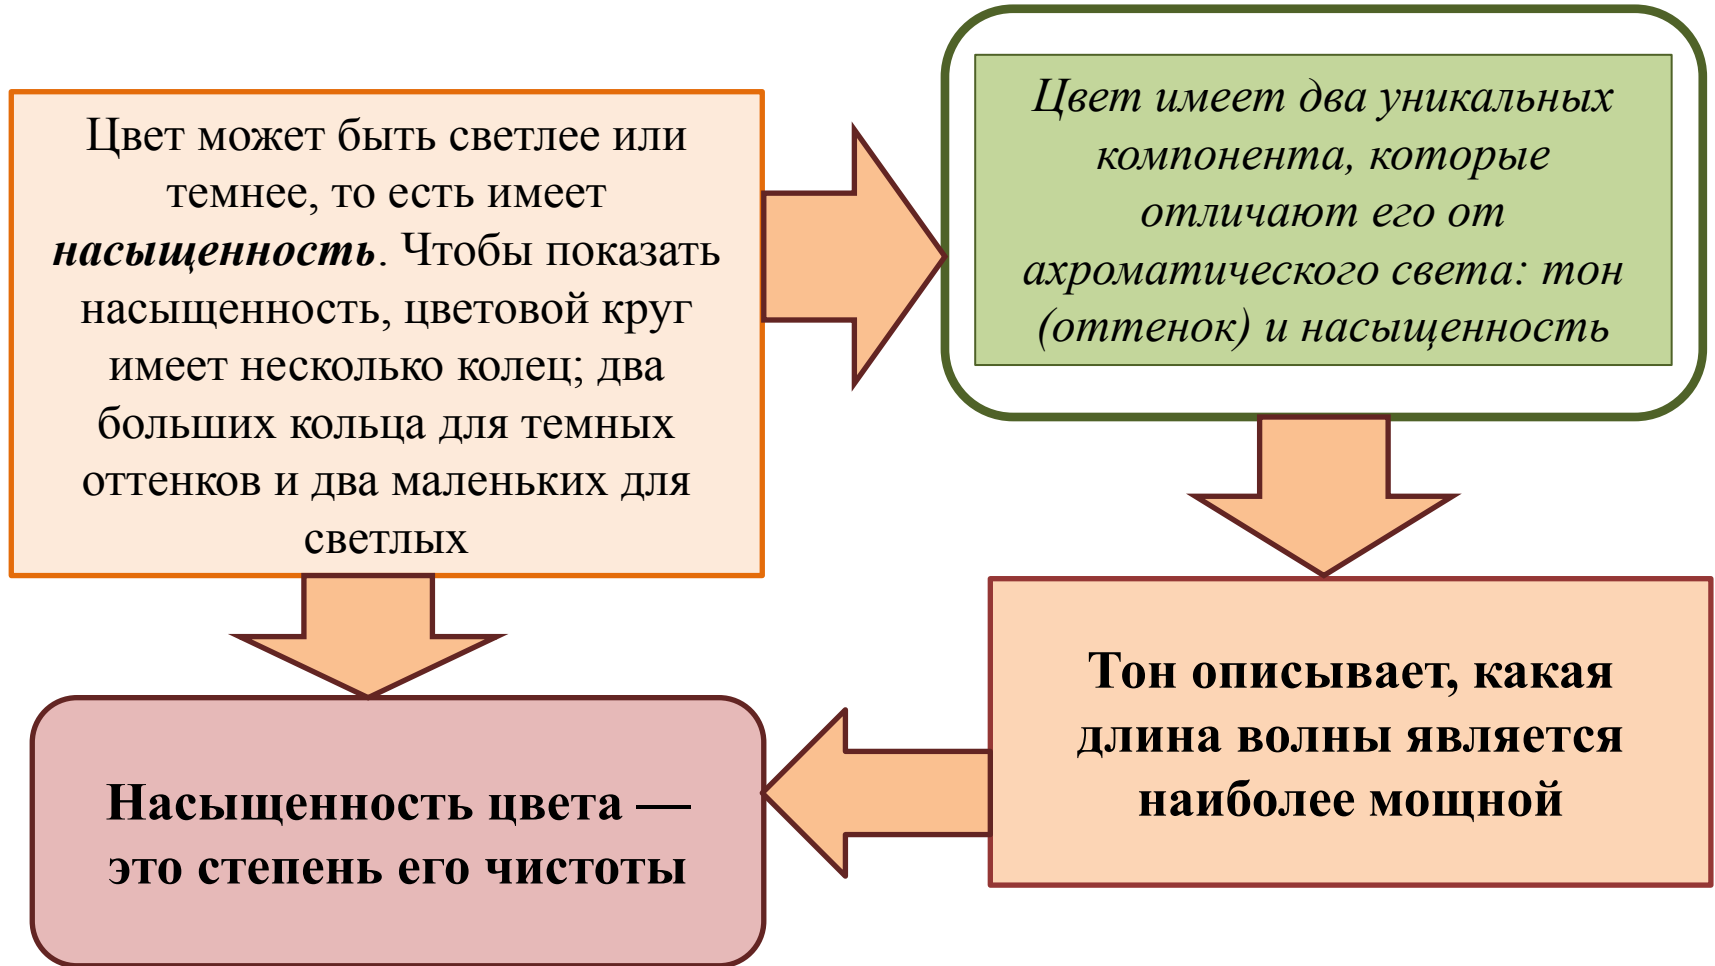 Цвет может быть светлее или
темнее, то есть имеет
насыщенность. Чтобы показать
насыщенность, цветовой круг
имеет несколько колец; два
больших кольца для темных
оттенков и два маленьких для
светлых
Цвет имеет два уникальных
компонента, которые
отличают его от
ахроматического света: тон
(оттенок) и насыщенность
Тон описывает, какая
длина волны является
наиболее мощной
Насыщенность цвета —
это степень его чистоты